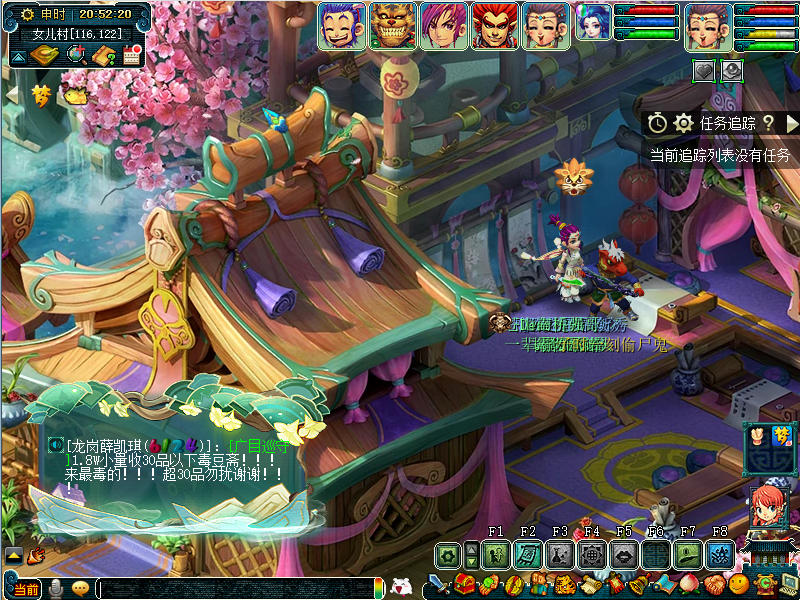 申时 20:52:20
女儿村[116,122]
梦
任务追踪 ?
当前追踪列表没有任务
[龙岗薛凯琪(6124)]: [广目巡守
]1.8W小量收30品以下毒豆斋!!!
来最毒的!!!超30品勿扰谢谢!!
!
梦
F1 F2 F3 F4 F5 F6 F7 F8
当前